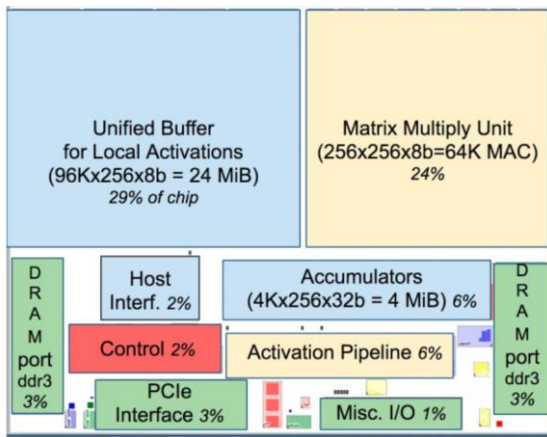 Unified Buffer
for Local Activations
(96Kx256x8b = 24 MiB)
29% of chip
Matrix Multiply Unit
(256x256x8b=64K MAC)
24%
D
R
A
M
port
ddr3
3%
Host
Interf. 2%
Accumulators
(4Kx256x32b = 4 MiB) 6%
Control 2%
Activation Pipeline 6%
PCIe
Interface 3%
Misc. I/O 1%
D
R
A
M
port
ddr3
3%